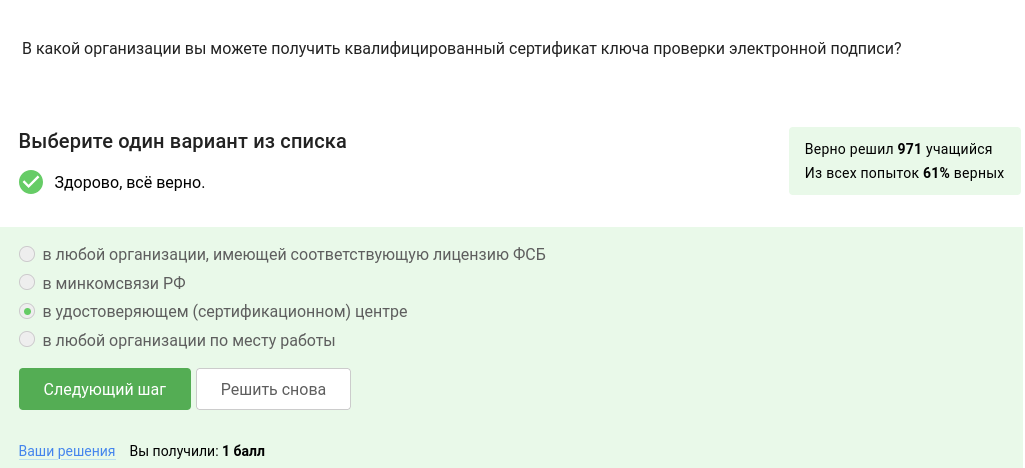 В какой организации вы можете получить квалифицированный сертификат ключа проверки электронной подписи?
Выберите один вариант из списка
Здорово, всё верно.
Верно решил 971 учащийся
Из всех попыток 61% верных
в любой организации, имеющей соответствующую лицензию ФСБ
в минкомсвязи РФ
в удостоверяющем (сертификационном) центре
в любой организации по месту работы
Следующий шаг
Решить снова
Ваши решения Вы получили: 1 балл